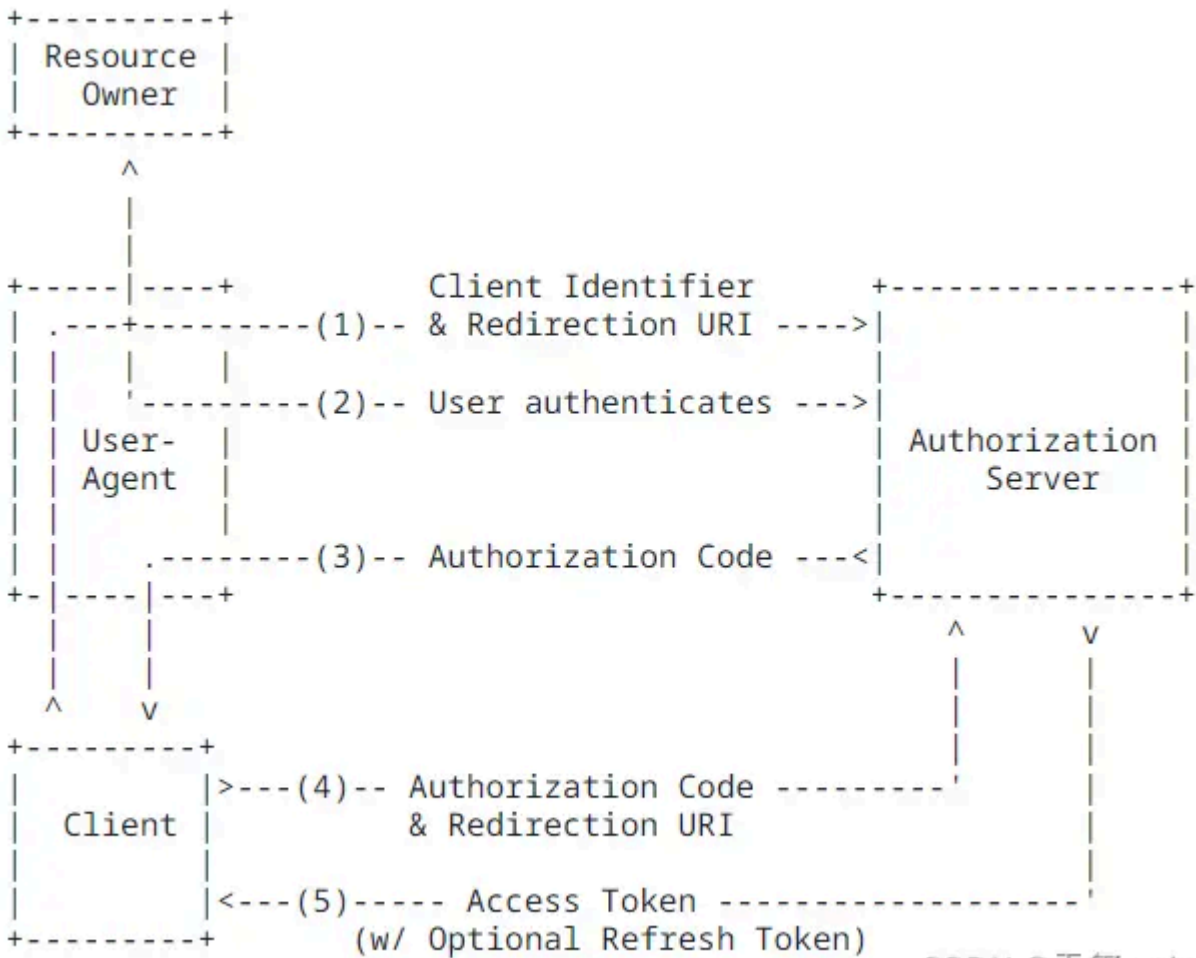 Resource
Owner
Client Identifier
(1)-- & Redirection URI ---->
(2)-- User authenticates --->
User-
Agent
Authorization
Server
(3)-- Authorization Code ---<
>---(4)-- Authorization Code ---------'
Client
& Redirection URI
<---(5)----- Access Token -------------------'
(w/ Optional Refresh Token)